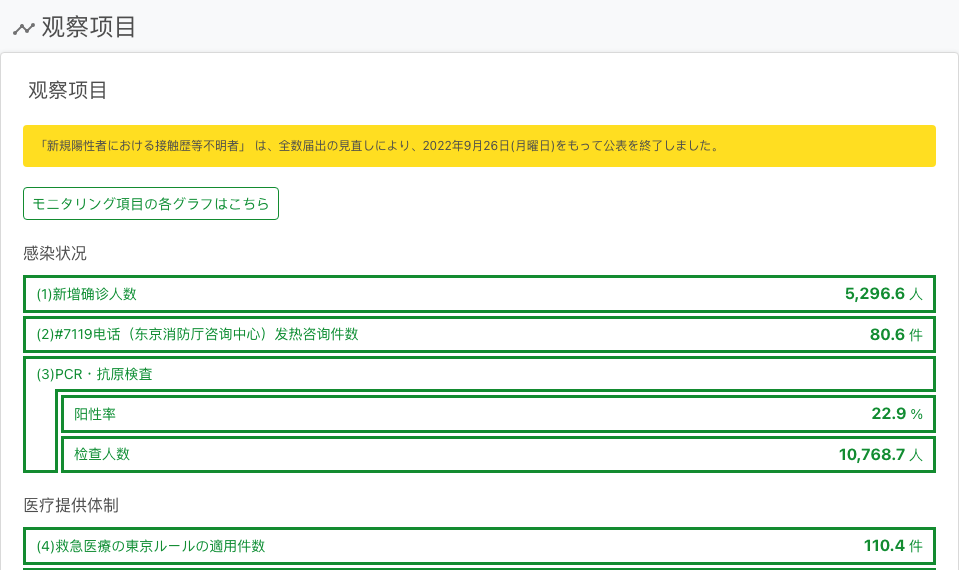 观察项目
观察项目
「新規陽性者における接触歴等不明者」 は、全数届出の見直しにより、2022年9月26日(月曜日)をもって公表を終了しました。
モニタリング項目の各グラフはこちら
感染状况
(1)新增确诊人数 5,296.6 人
(2)#7119电话（东京消防厅咨询中心）发热咨询件数 80.6 件
(3)PCR・抗原検査
阳性率 22.9 %
检查人数 10,768.7 人
医疗提供体制
(4)救急医療の東京ルールの適用件数 110.4 件